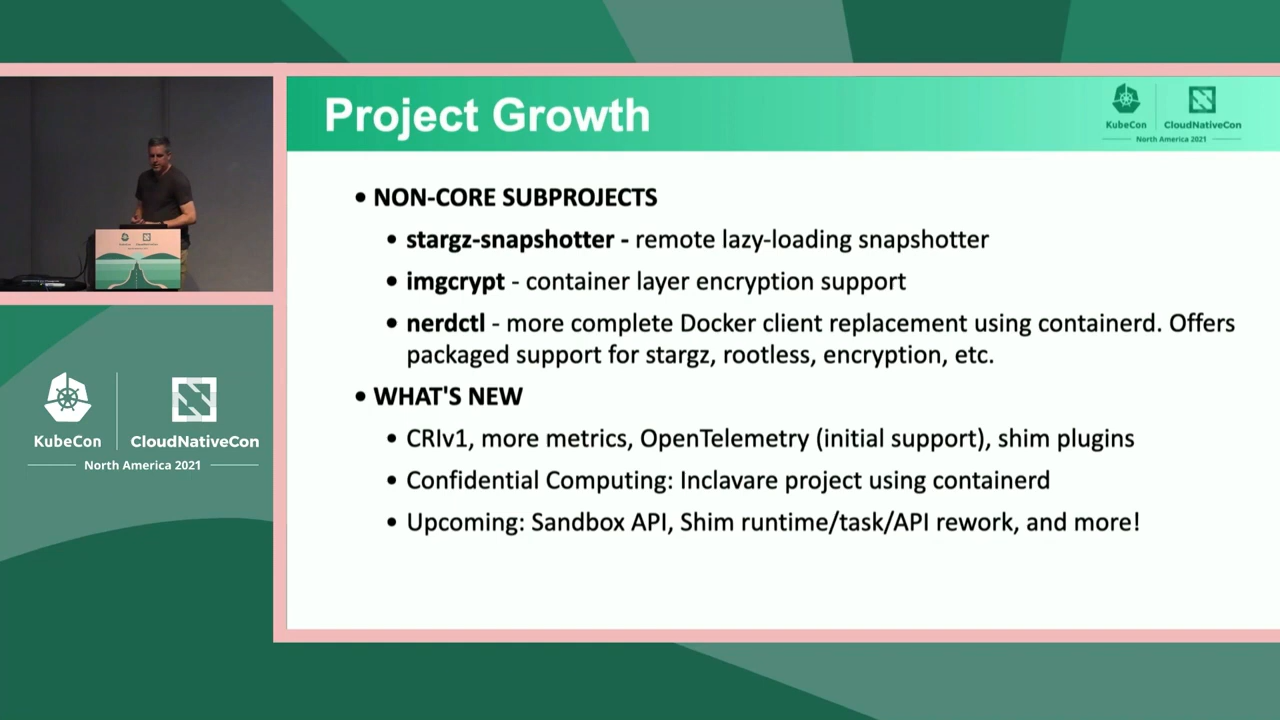 Project Growth
KubeCon
CloudNativeCon
North America 2021
• NON-CORE SUBPROJECTS
• stargz-snapshotter - remote lazy-loading snapshotter
• imgcrypt - container layer encryption support
• nerdctl - more complete Docker client replacement using containerd. Offers
packaged support for stargz, rootless, encryption, etc.
• WHAT'S NEW
• CRIv1, more metrics, OpenTelemetry (initial support), shim plugins
• Confidential Computing: Inclavare project using containerd
• Upcoming: Sandbox API, Shim runtime/task/API rework, and more!
KubeCon
CloudNativeCon
North America 2021